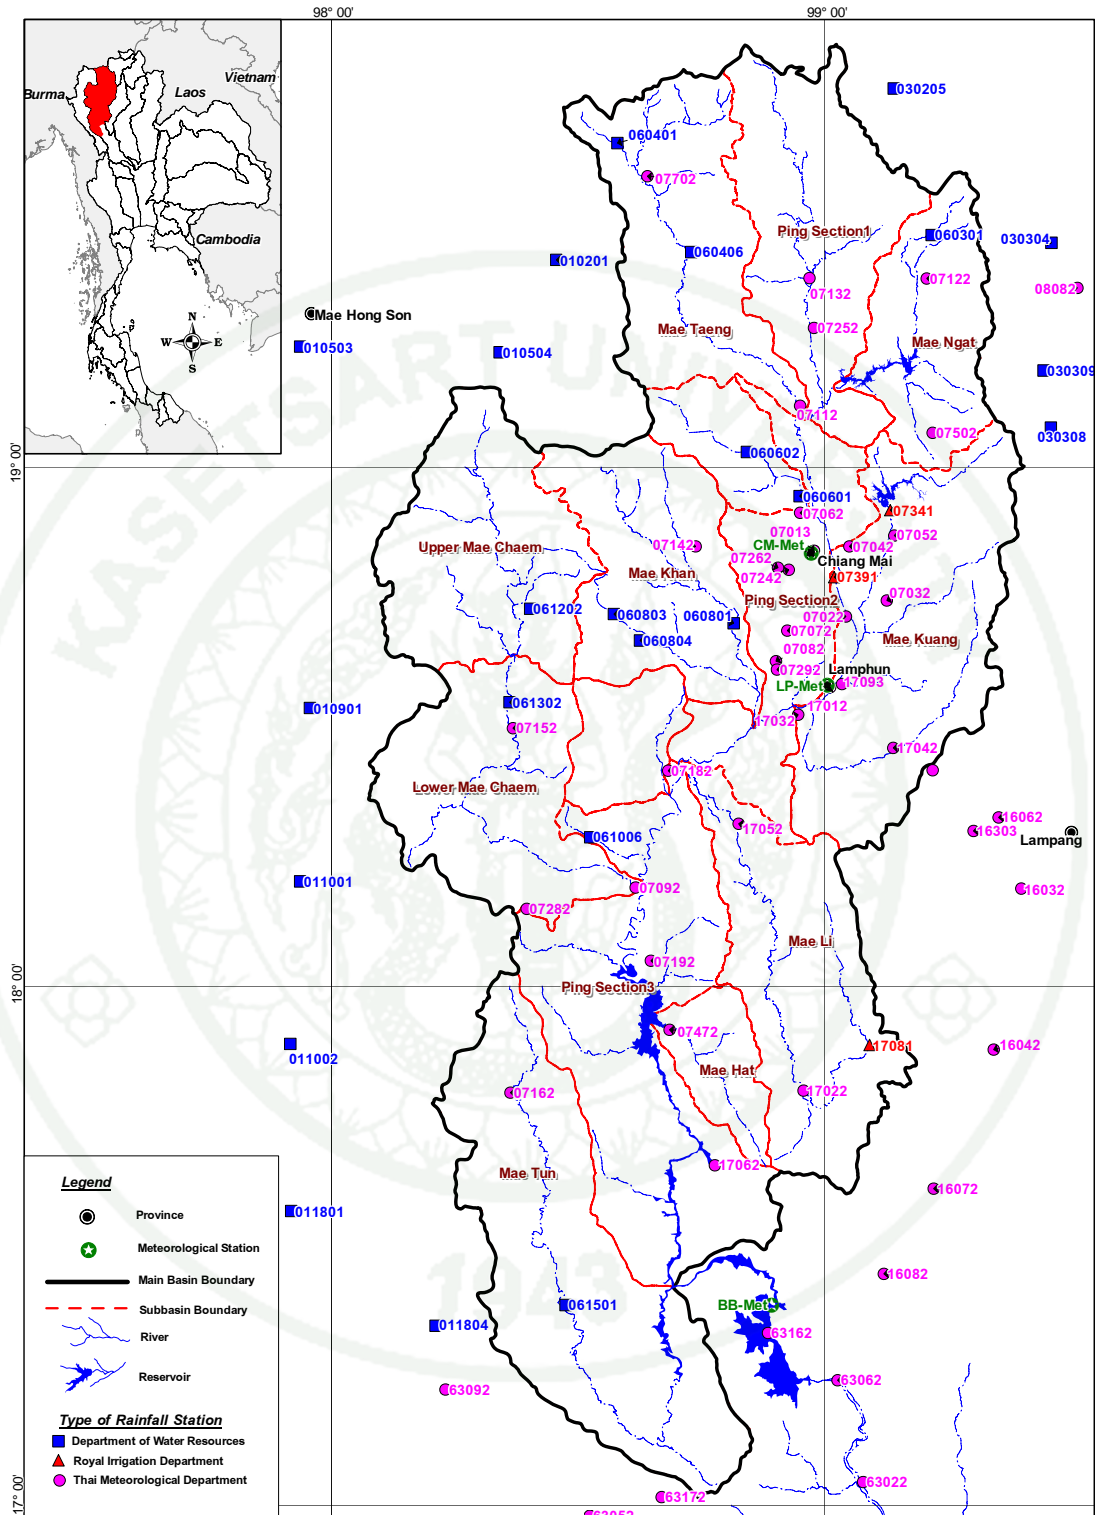 98° 00'
99° 00'
Vietnam
Burma
Laos
Cambodia
N
W
E
S
030205
060401
07702
Ping Section1
060301
030304
060406
010201
07122
08082
07132
Mae Hong Son
07252
Mae Taeng
Mae Ngat
010503
010504
030309
07112
07502
030308
060602
19° 00'
060601
07341
07062
07013
07052
CM-Met
07142
07042
Upper Mae Chaem
07262
Chiang Mai
Mae Khan
07242
07391
Ping Section2
07032
061202
060803
060801
07022
07072
Mae Kuang
060804
07082
07292
Lamphun
LP-Met
17093
061302
010901
17012
17032
07152
17042
07182
Lower Mae Chaem
16062
17052
16303
061006
Lampang
011001
07092
16032
07282
Mae Li
07192
18° 00'
Ping Section3
07472
17081
16042
011002
Mae Hat
07162
17022
17062
Mae Tun
16072
011801
16082
061501
BB-Met
011804
63162
63062
63092
63022
63172
17° 00'
63052
Legend
Province
Meteorological Station
Main Basin Boundary
Subbasin Boundary
River
Reservoir
Type of Rainfall Station
Department of Water Resources
Royal Irrigation Department
Thai Meteorological Department
1943